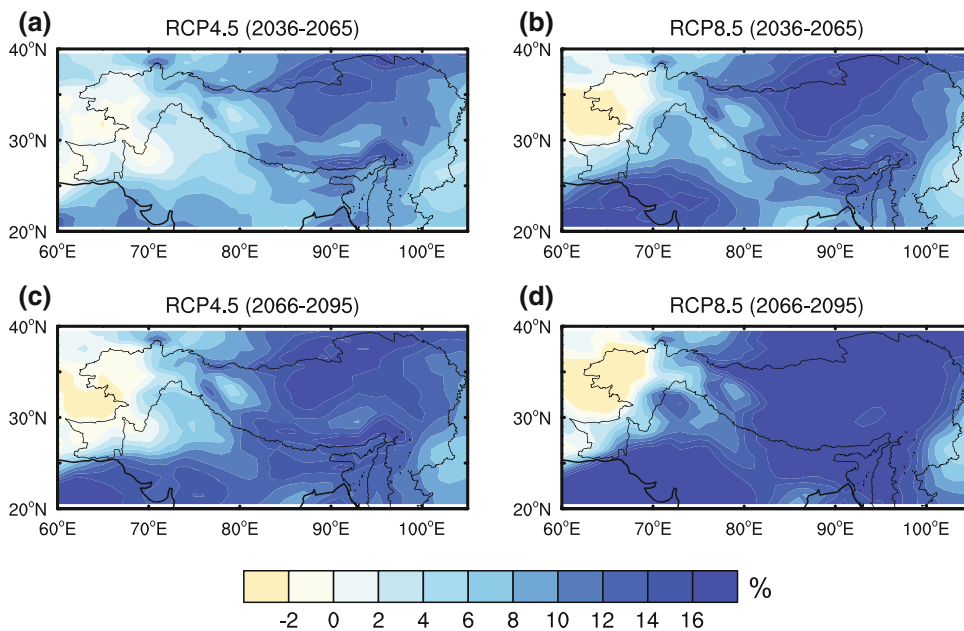 (a) RCP4.5 (2036-2065)
40°N
30°N
20°N
60°E 70°E 80°E 90°E 100°E
(b) RCP8.5 (2036-2065)
40°N
30°N
20°N
60°E 70°E 80°E 90°E 100°E
(c) RCP4.5 (2066-2095)
40°N
30°N
20°N
60°E 70°E 80°E 90°E 100°E
(d) RCP8.5 (2066-2095)
40°N
30°N
20°N
60°E 70°E 80°E 90°E 100°E
-2 0 2 4 6 8 10 12 14 16 %